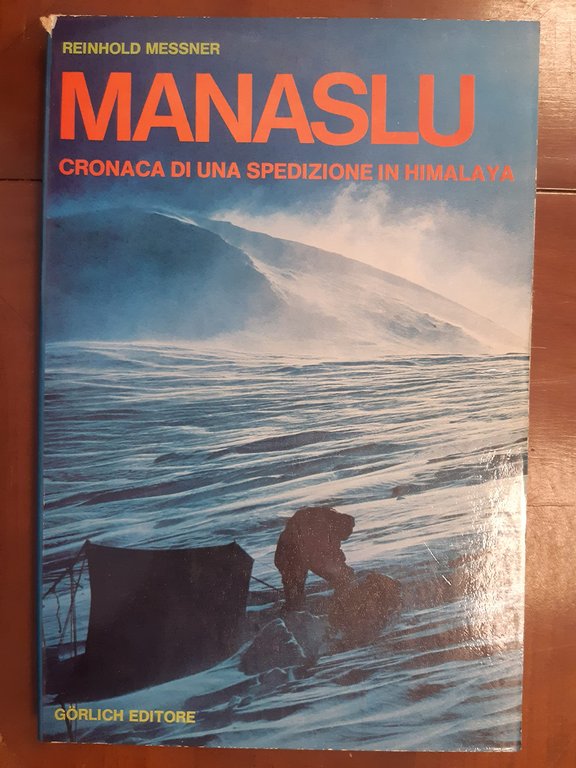 REINHOLD MESSNER
MANASLU
CRONACA DI UNA SPEDIZIONE IN HIMALAYA
GÖRLICH EDITORE